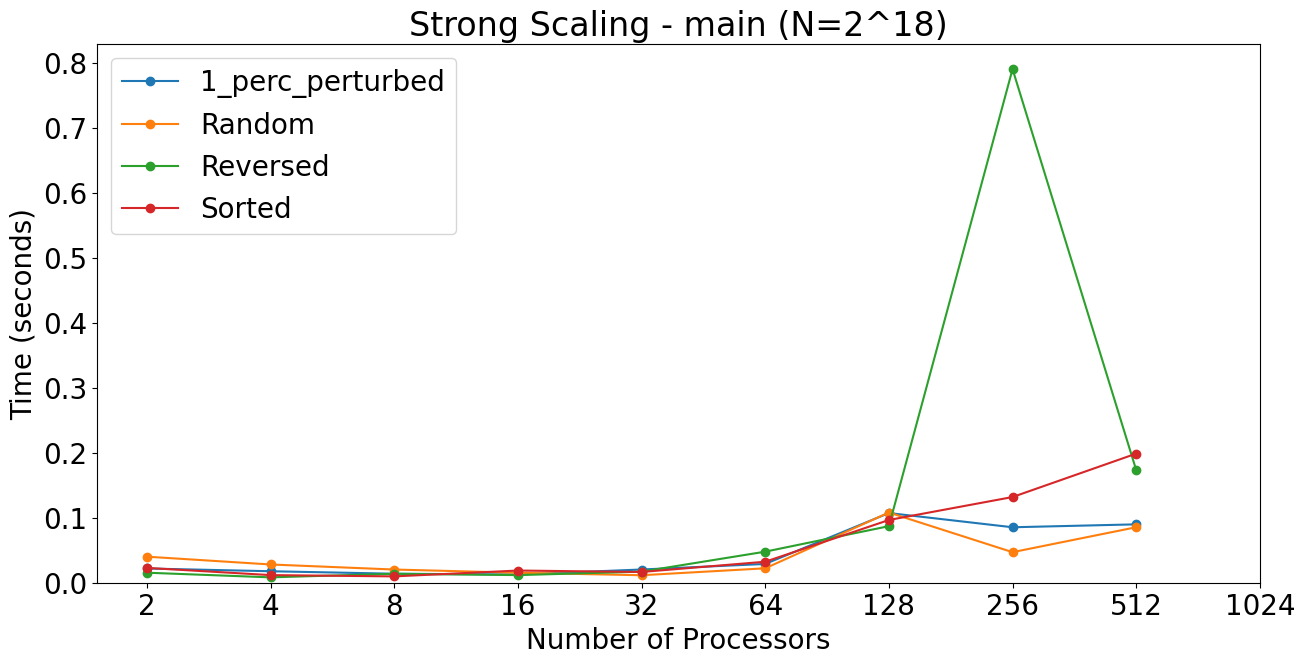 Strong Scaling - main (N=2^18)
1_perc_perturbed
Random
Reversed
Sorted
Time (seconds)
0.8
0.7
0.6
0.5
0.4
0.3
0.2
0.1
0.0
2 4 8 16 32 64 128 256 512 1024
Number of Processors